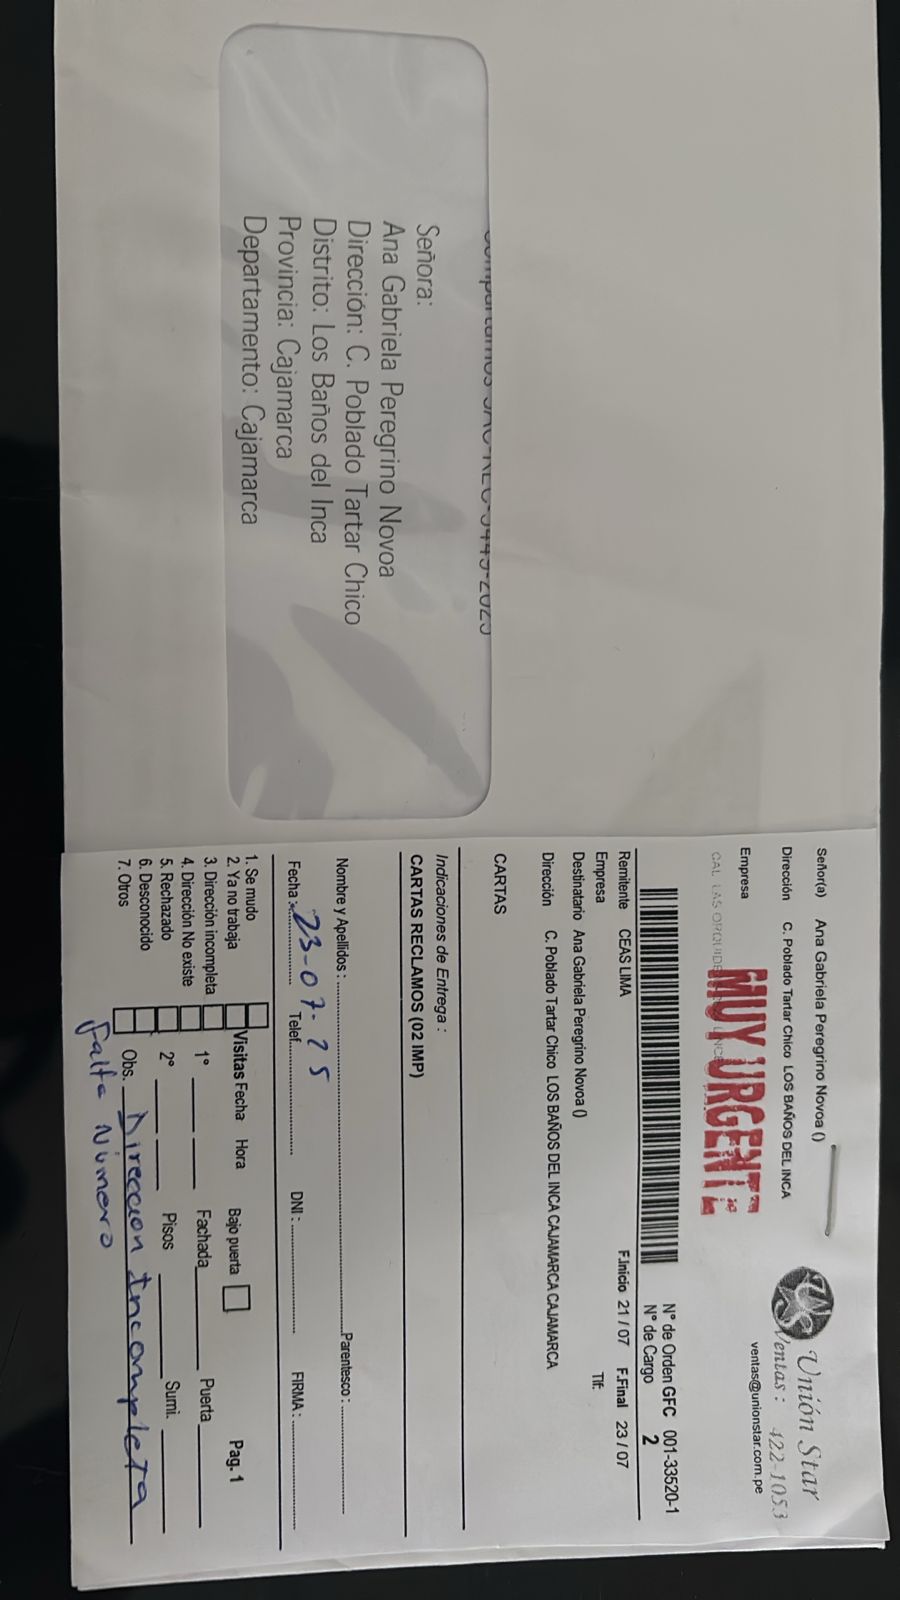 Señora:
Ana Gabriela Peregrino Novoa
Dirección: C. Poblado Tartar Chico
Distrito: Los Baños del Inca
Provincia: Cajamarca
Departamento: Cajamarca
Unión Star
Ventas : 422-1053
ventas@unionstar.com.pe
Señor(a) Ana Gabriela Peregrino Novoa ()
Dirección C. Poblado Tartar Chico LOS BAÑOS DEL INCA
Empresa
MUY URGENTE
CAL. LAS
N° de Orden GFC 001-33520-1
N° de Cargo 2
Remitente CEAS LIMA F.Inicio 21 / 07 F.Final 23 / 07
Empresa Tlf:
Destinatario Ana Gabriela Peregrino Novoa ()
Dirección C. Poblado Tartar Chico LOS BAÑOS DEL INCA CAJAMARCA CAJAMARCA
CARTAS
Indicaciones de Entrega :
CARTAS RECLAMOS (02 IMP)
Nombre y Apellidos : Parentesco :
Fecha : 23-07-25 Telef. DNI : FIRMA :
Pag. 1
1. Se mudo Visitas Fecha Hora Bajo puerta
2. Ya no trabaja
3. Dirección incompleta 1° Fachada Puerta
4. Dirección No existe
5. Rechazado 2° Pisos Sumi.
6. Desconocido
7. Otros Obs. Direccion Incompleta
falta Número